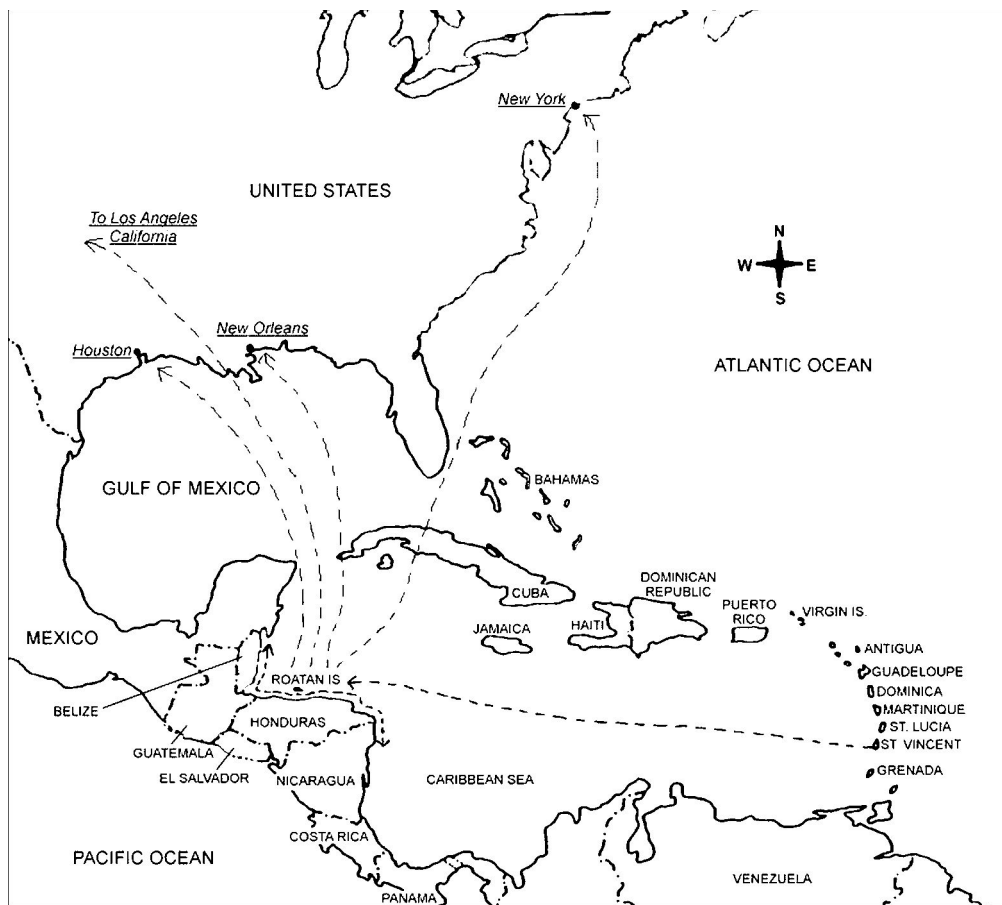 New York
UNITED STATES
To Los Angeles
California
N
W E
S
New Orleans
Houston
ATLANTIC OCEAN
GULF OF MEXICO
BAHAMAS
CUBA
DOMINICAN
REPUBLIC
PUERTO
RICO
VIRGIN IS.
MEXICO
JAMAICA
HAITI
ANTIGUA
ROATAN IS
GUADELOUPE
DOMINICA
BELIZE
MARTINIQUE
HONDURAS
ST. LUCIA
GUATEMALA
ST VINCENT
EL SALVADOR
NICARAGUA
CARIBBEAN SEA
GRENADA
COSTA RICA
PACIFIC OCEAN
VENEZUELA
PANAMA